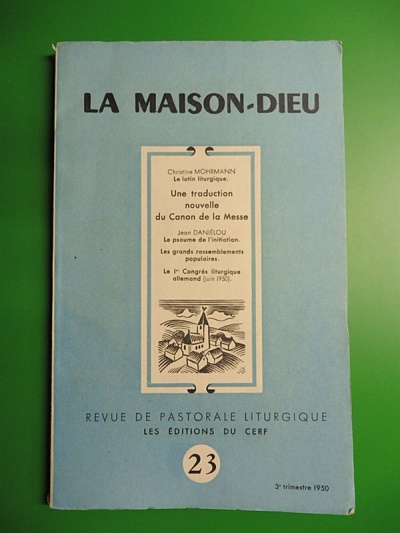 LA MAISON-DIEU
Christine MOHRMANN
Le latin liturgique.
Une traduction
nouvelle
du Canon de la Messe
Jean DANIÉLOU
Le psaume de l'initiation.
Les grands rassemblements
populaires.
Le Iᵉʳ Congrès liturgique
allemand (juin 1950).
REVUE DE PASTORALE LITURGIQUE
LES ÉDITIONS DU CERF
23
3ᵉ trimestre 1950